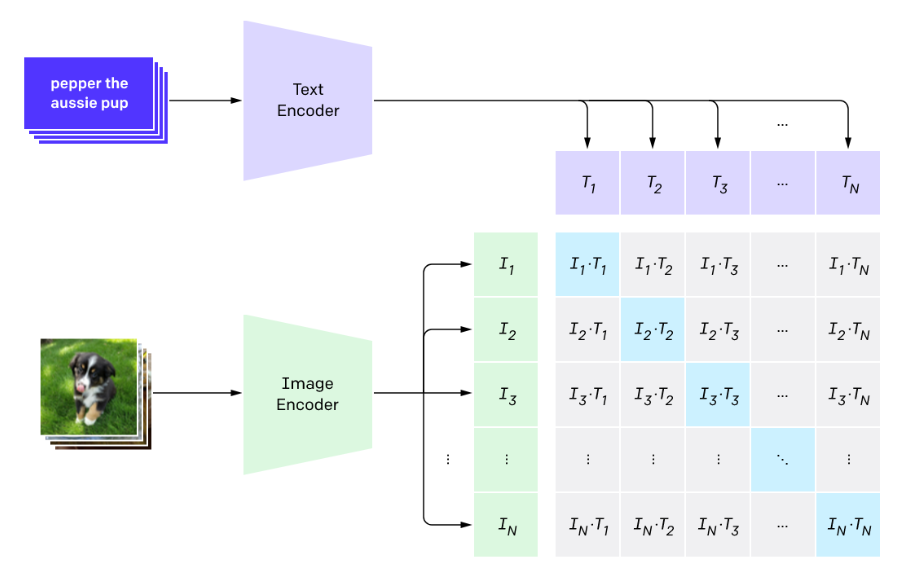 pepper the
aussie pup
Text
Encoder
...
T1 T2 T3 ... TN
I1 I1·T1 I1·T2 I1·T3 ... I1·TN
I2 I2·T1 I2·T2 I2·T3 ... I2·TN
Image
Encoder
I3 I3·T1 I3·T2 I3·T3 ... I3·TN
⋮ ⋮ ⋮ ⋮ ⋮ ⋱ ⋮
IN IN·T1 IN·T2 IN·T3 ... IN·TN